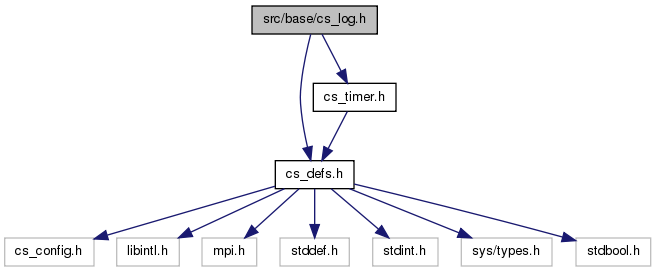 src/base/cs_log.h
cs_timer.h
cs_defs.h
cs_config.h
libintl.h
mpi.h
stddef.h
stdint.h
sys/types.h
stdbool.h